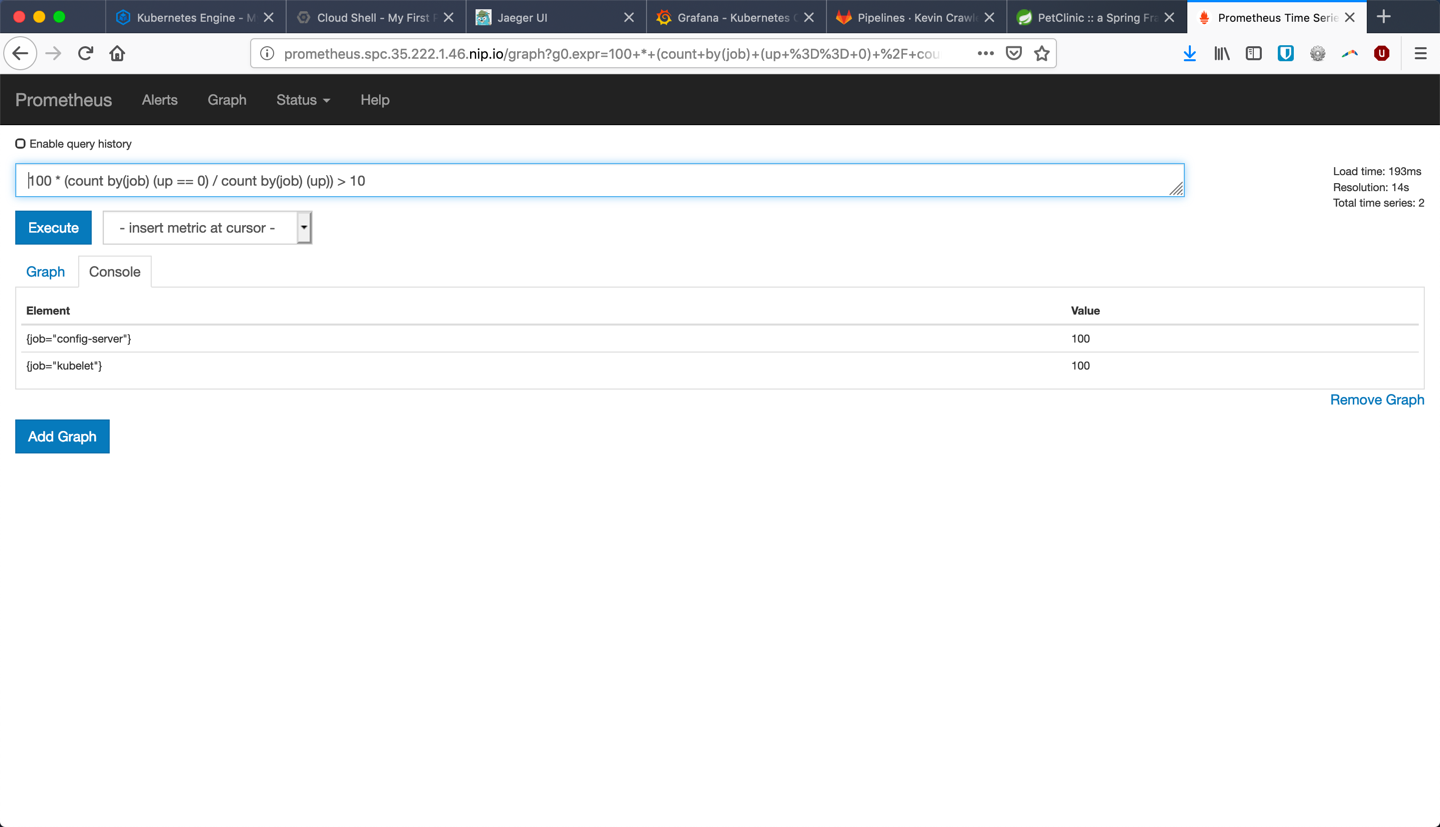 Kubernetes Engine - M
Cloud Shell - My First P
Jaeger UI
Grafana - Kubernetes C
Pipelines · Kevin Crawl
PetClinic :: a Spring Fra
Prometheus Time Serie
prometheus.spc.35.222.1.46.nip.io/graph?g0.expr=100+*+(count+by(job)+(up+%3D%3D+0)+%2F+cou
Prometheus
Alerts
Graph
Status
Help
Enable query history
100 * (count by(job) (up == 0) / count by(job) (up)) > 10
Load time: 193ms
Resolution: 14s
Total time series: 2
Execute
- insert metric at cursor -
Graph
Console
Element Value
{job="config-server"} 100
{job="kubelet"} 100
Remove Graph
Add Graph